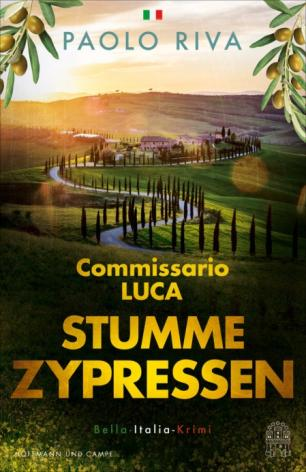 PAOLO RIVA
Commissario
LUCA
STUMME
ZYPRESSEN
Bella-Italia-Krimi
HOFFMANN UND CAMPE